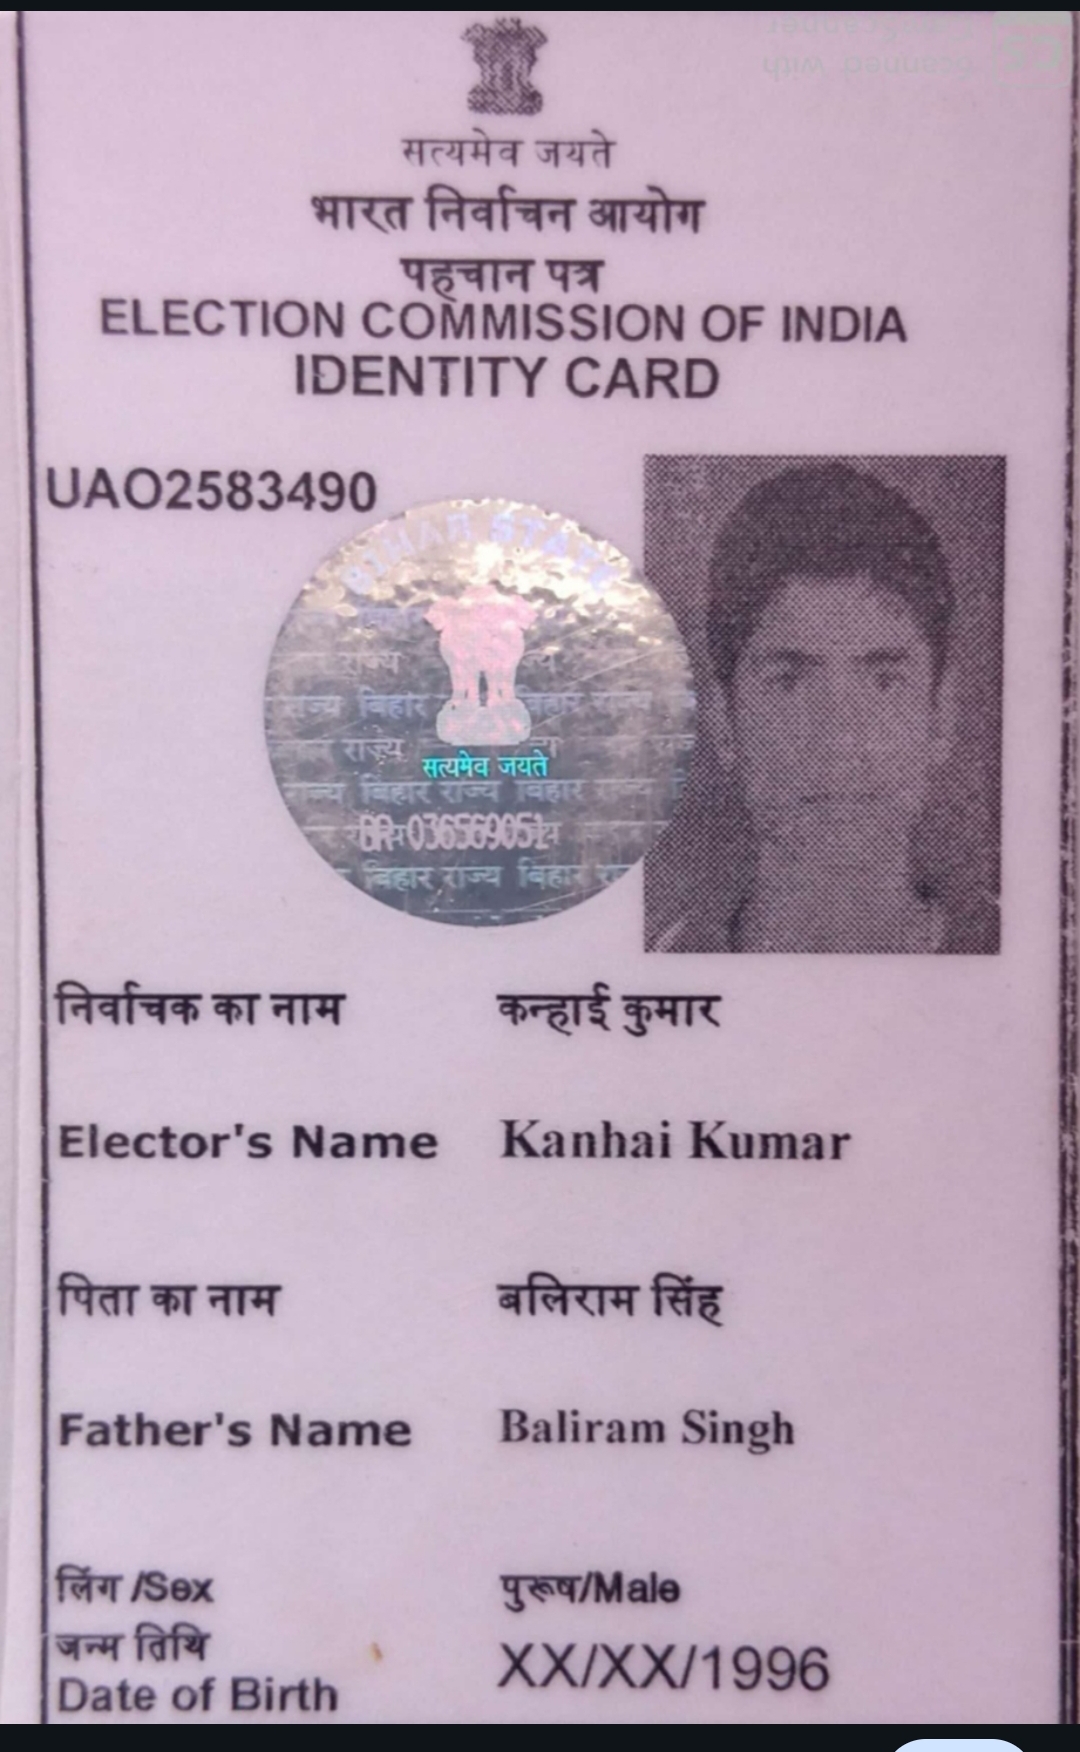 सत्यमेव जयते
भारत निर्वाचन आयोग
पहचान पत्र
ELECTION COMMISSION OF INDIA
IDENTITY CARD
UAO2583490
BIHAR STATE
राज्य
राज्य बिहार बिहार राज्य
राज्य
सत्यमेव जयते
राज्य बिहार राज्य बिहार राज्य
BR 036569051
बिहार राज्य बिहार
निर्वाचक का नाम कन्हाई कुमार
Elector's Name Kanhai Kumar
पिता का नाम बलिराम सिंह
Father's Name Baliram Singh
लिंग /Sex पुरूष/Male
जन्म तिथि
Date of Birth XX/XX/1996